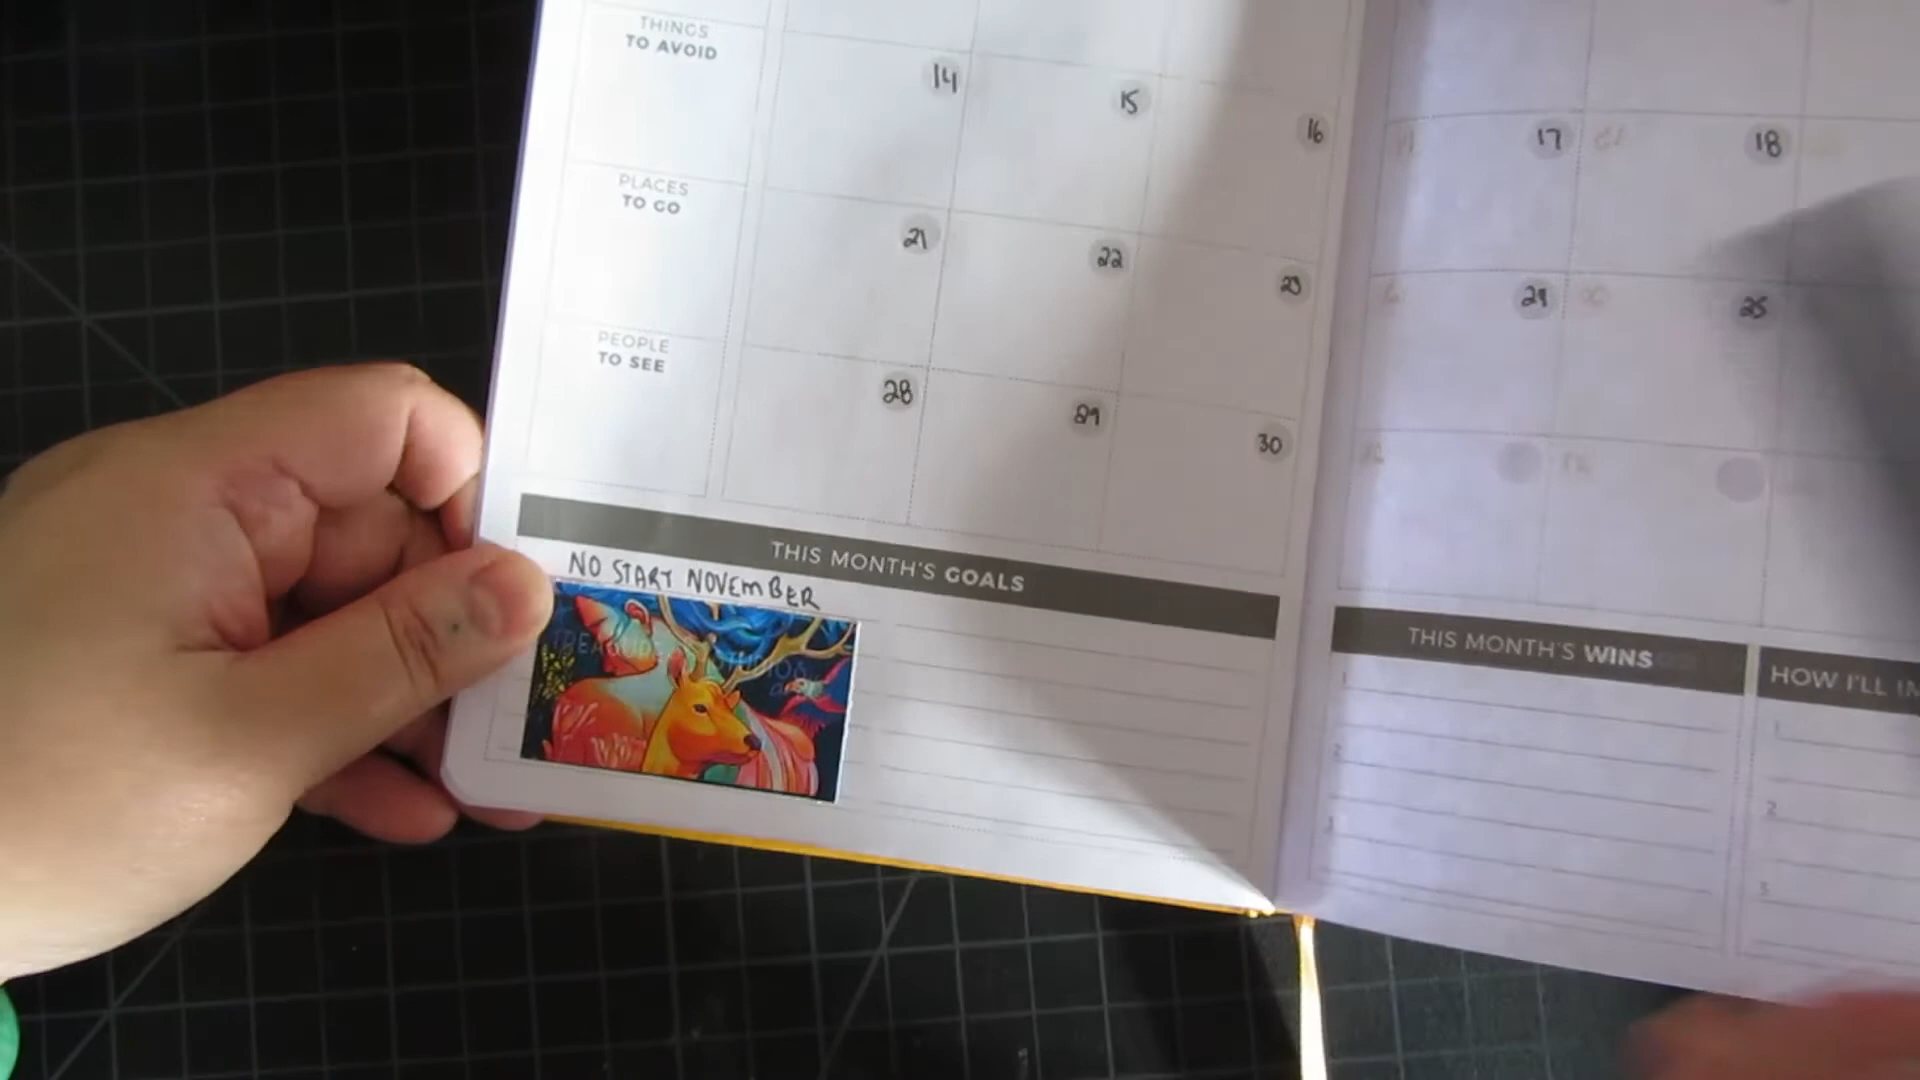 THINGS
TO AVOID
14
15
16
17
18
PLACES
TO GO
21
22
23
24
25
PEOPLE
TO SEE
28
29
30
THIS MONTH'S GOALS
NO START NOVEMBER
THIS MONTH'S WINS
1
2
3
HOW I'LL IM
1
2
3